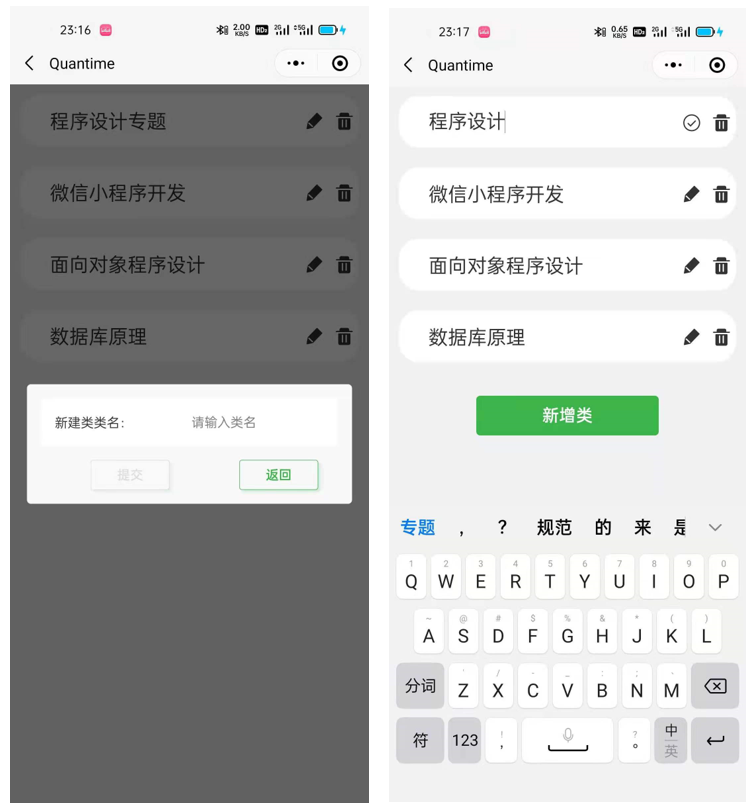 23:16
2.00
KB/S
HDs
2G
5G
Quantime
程序设计专题
微信小程序开发
面向对象程序设计
数据库原理
新建类类名:
请输入类名
提交
返回
23:17
0.65
KB/S
HDs
2G
5G
Quantime
程序设计
微信小程序开发
面向对象程序设计
数据库原理
新增类
专题 , ? 规范 的 来 是
1 2 3 4 5 6 7 8 9 0
Q W E R T Y U I O P
~ @ # $ % & * ( )
A S D F G H J K L
分词 Z X C V B N M
符 123 ! , ? 。 中 英